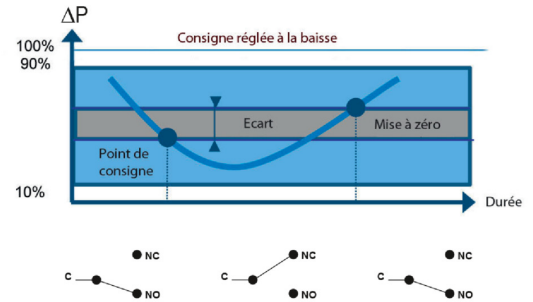 ΔP
Consigne réglée à la baisse
100%
90%
Ecart
Mise à zéro
Point de
consigne
10%
Durée
NC
C
NO
NC
C
NO
NC
C
NO